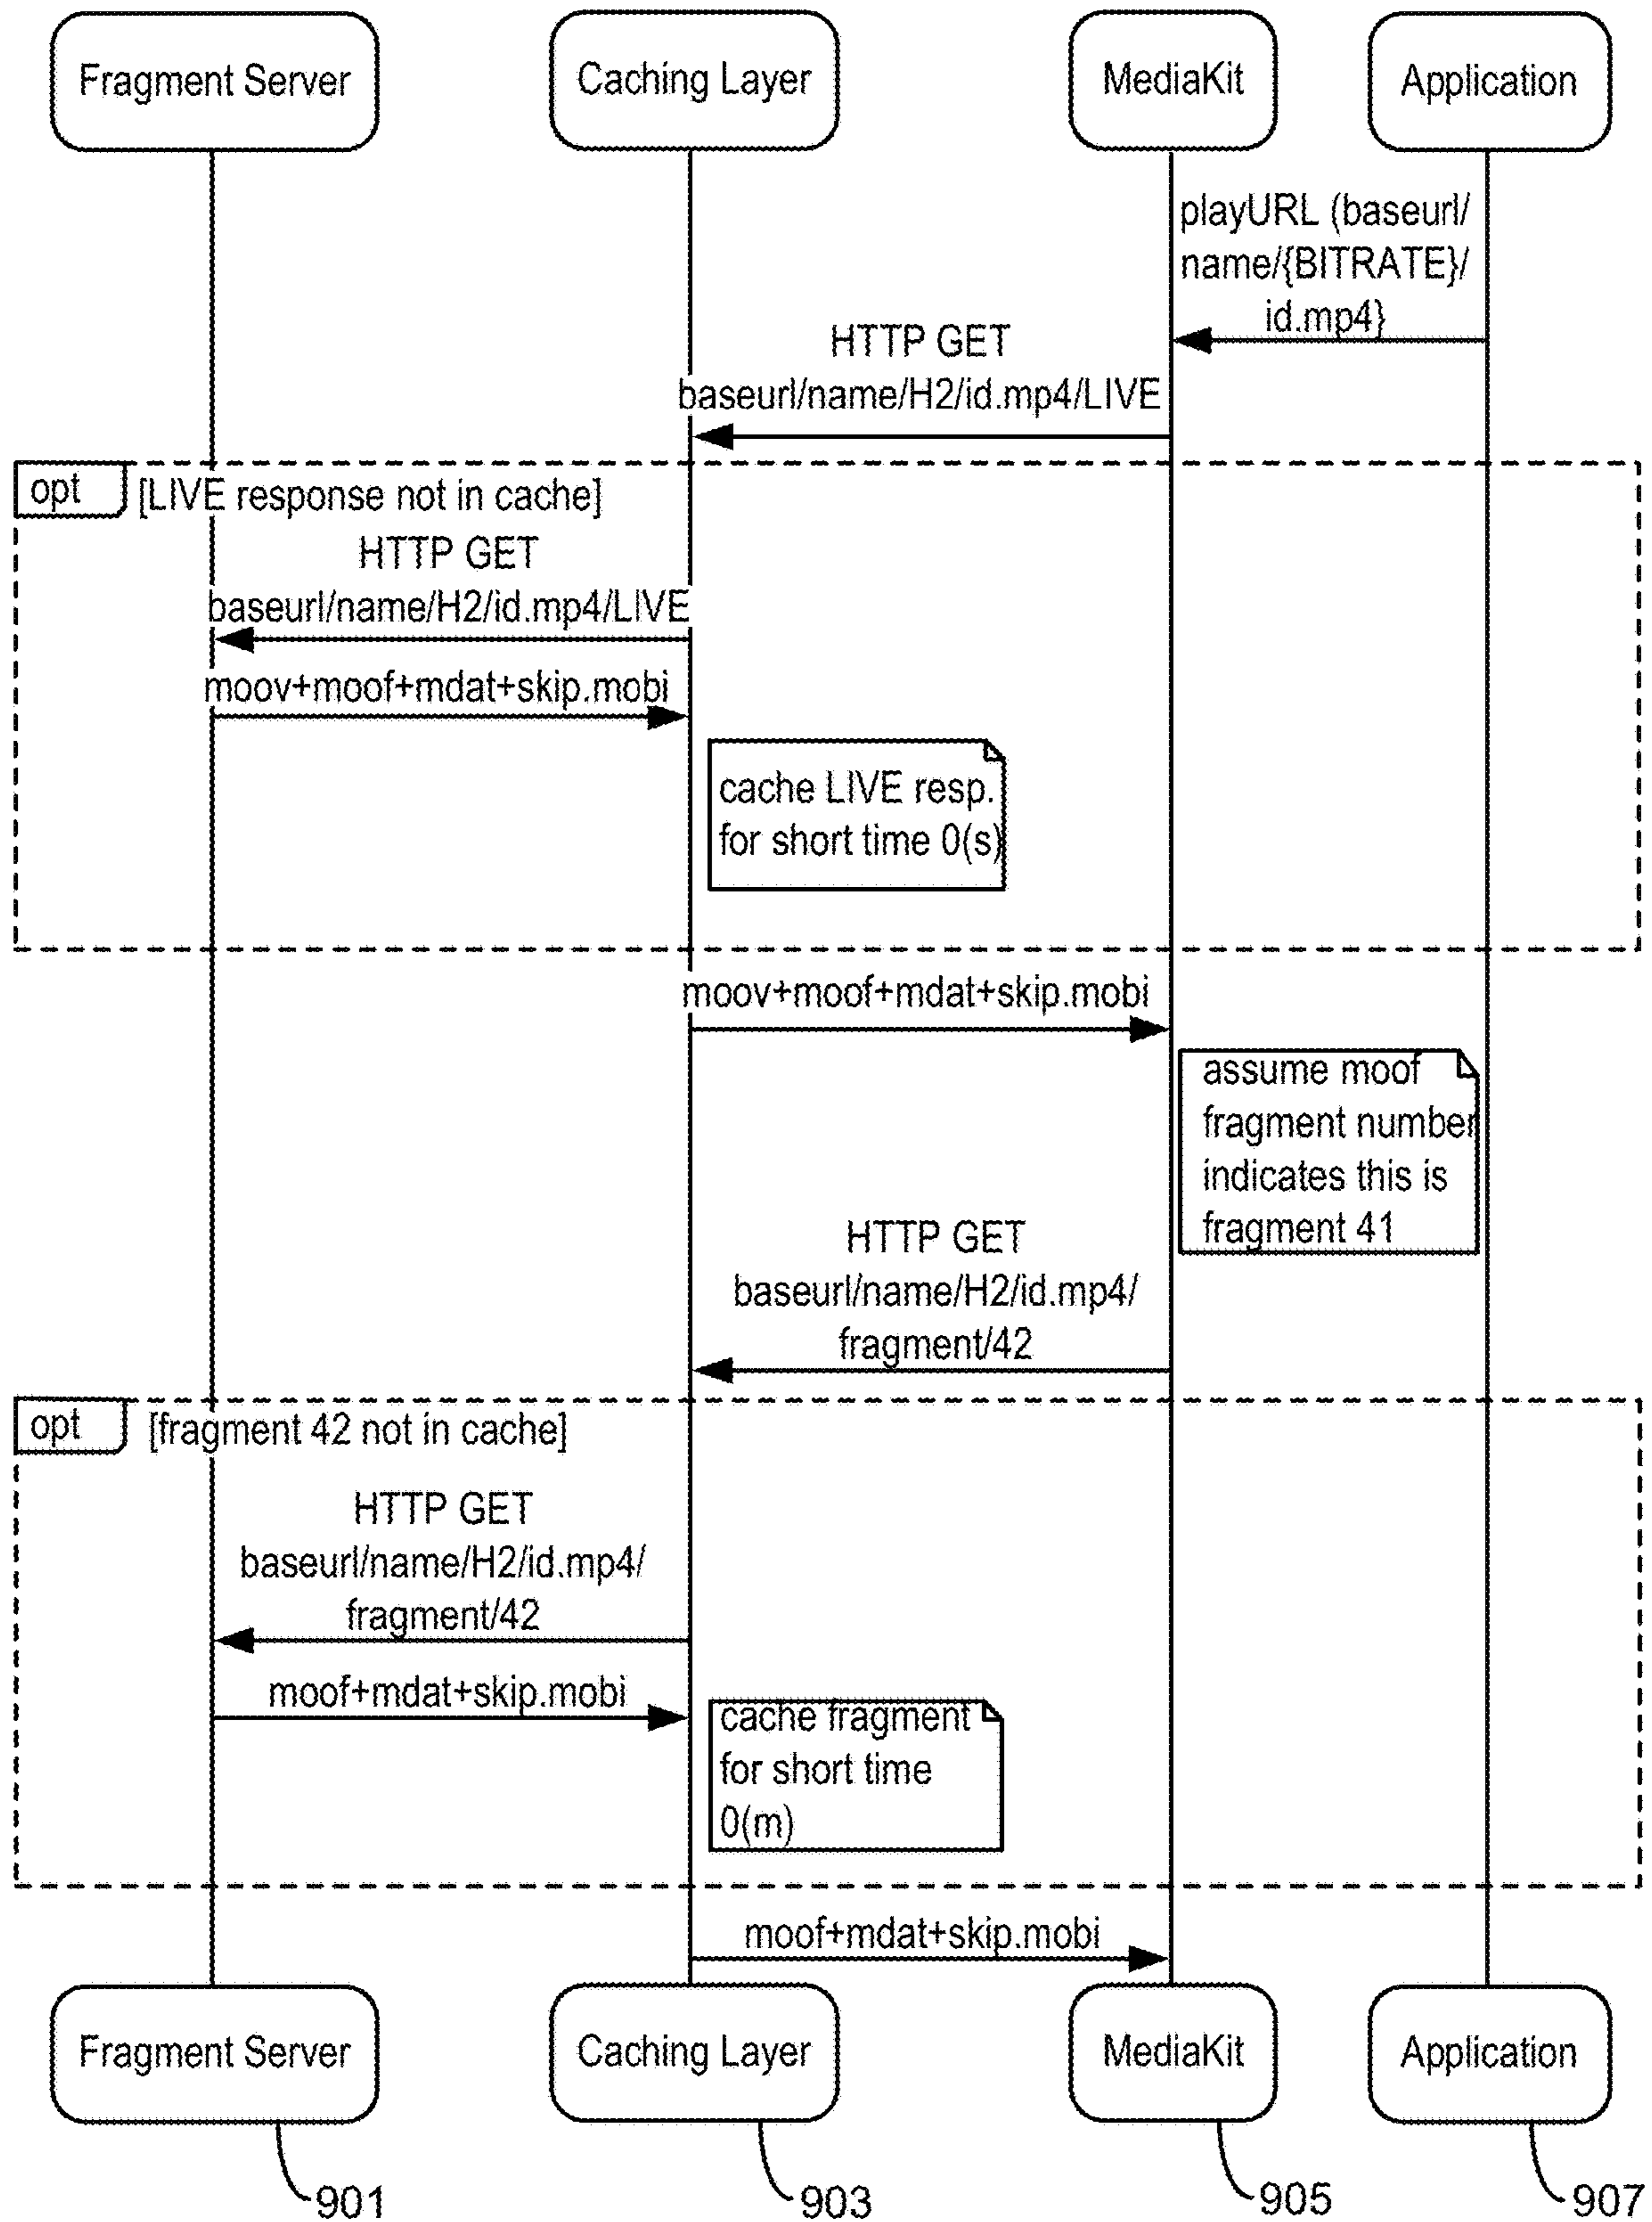 Fragment Server
Caching Layer
MediaKit
Application
playURL (baseurl/
name/{BITRATE}/
id.mp4}
HTTP GET
baseurl/name/H2/id.mp4/LIVE
opt
[LIVE response not in cache]
HTTP GET
baseurl/name/H2/id.mp4/LIVE
moov+moof+mdat+skip.mobi
cache LIVE resp.
for short time 0(s)
moov+moof+mdat+skip.mobi
assume moof
fragment number
indicates this is
fragment 41
HTTP GET
baseurl/name/H2/id.mp4/
fragment/42
opt
[fragment 42 not in cache]
HTTP GET
baseurl/name/H2/id.mp4/
fragment/42
moof+mdat+skip.mobi
cache fragment
for short time
0(m)
moof+mdat+skip.mobi
Fragment Server
Caching Layer
MediaKit
Application
901
903
905
907